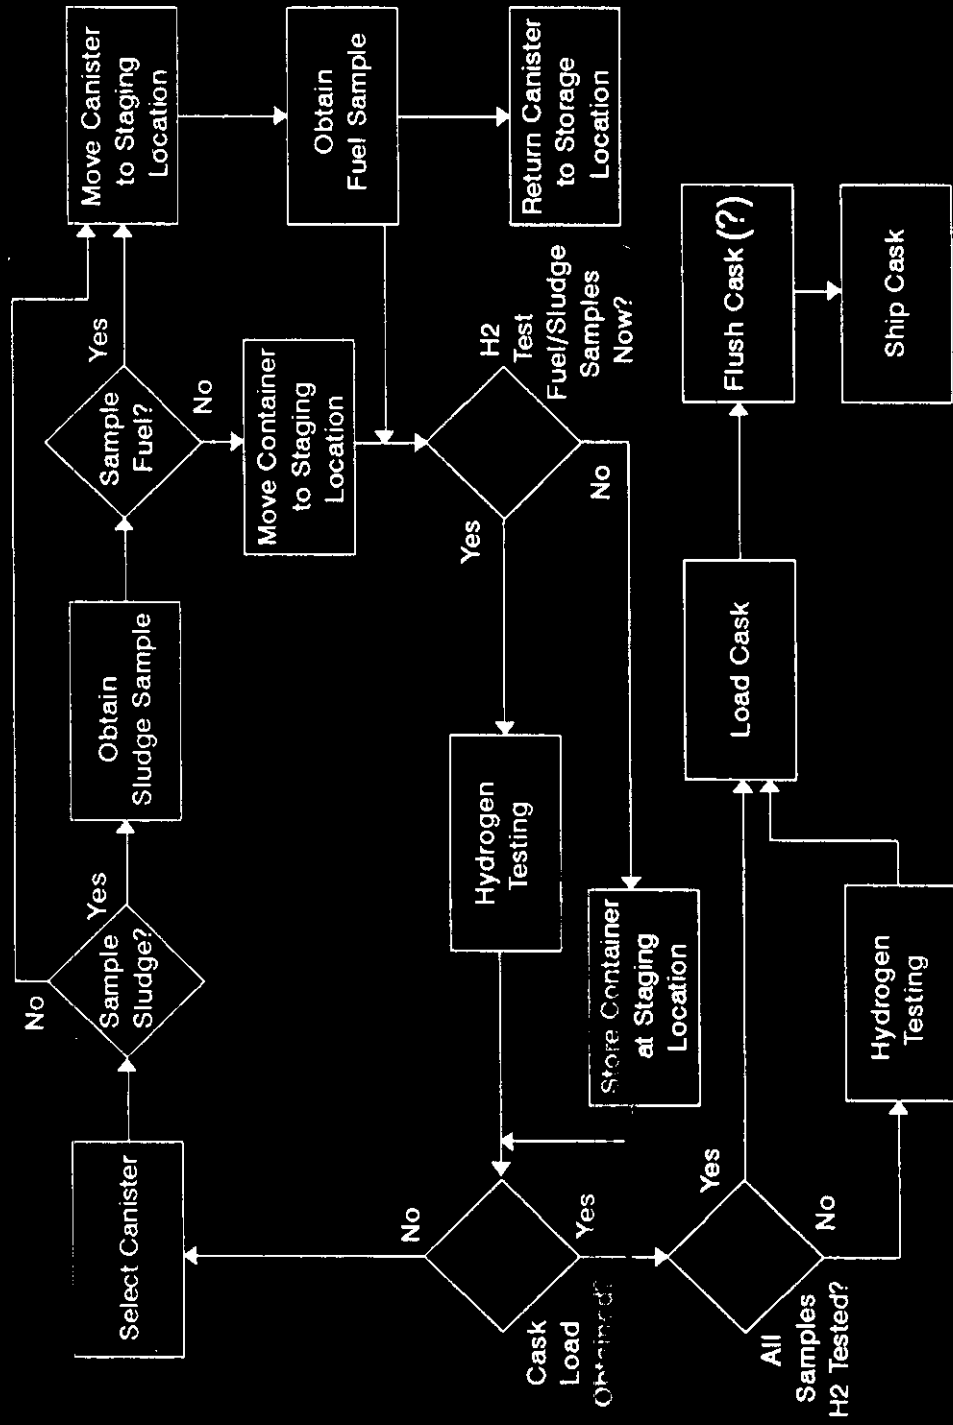 Select Canister
Sample
Sludge?
No
Yes
Obtain
Sludge Sample
Sample
Fuel?
Yes
No
Move Canister
to Staging
Location
Move Container
to Staging
Location
Obtain
Fuel Sample
Return Canister
to Storage
Location
H2
Test
Fuel/Sludge
Samples
Now?
Yes
No
Hydrogen
Testing
Store Container
at Staging
Location
Cask
Load
Obtained?
No
Yes
All
Samples
H2 Tested?
Yes
No
Hydrogen
Testing
Load Cask
Flush Cask (?)
Ship Cask